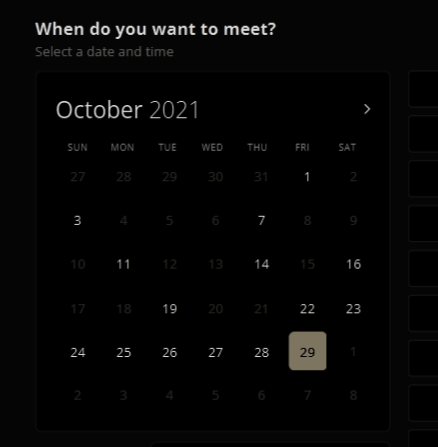 When do you want to meet?
Select a date and time
October 2021 >
SUN MON TUE WED THU FRI SAT
27 28 29 30 31 1 2
3 4 5 6 7 8 9
10 11 12 13 14 15 16
17 18 19 20 21 22 23
24 25 26 27 28 29 1
2 3 4 5 6 7 8